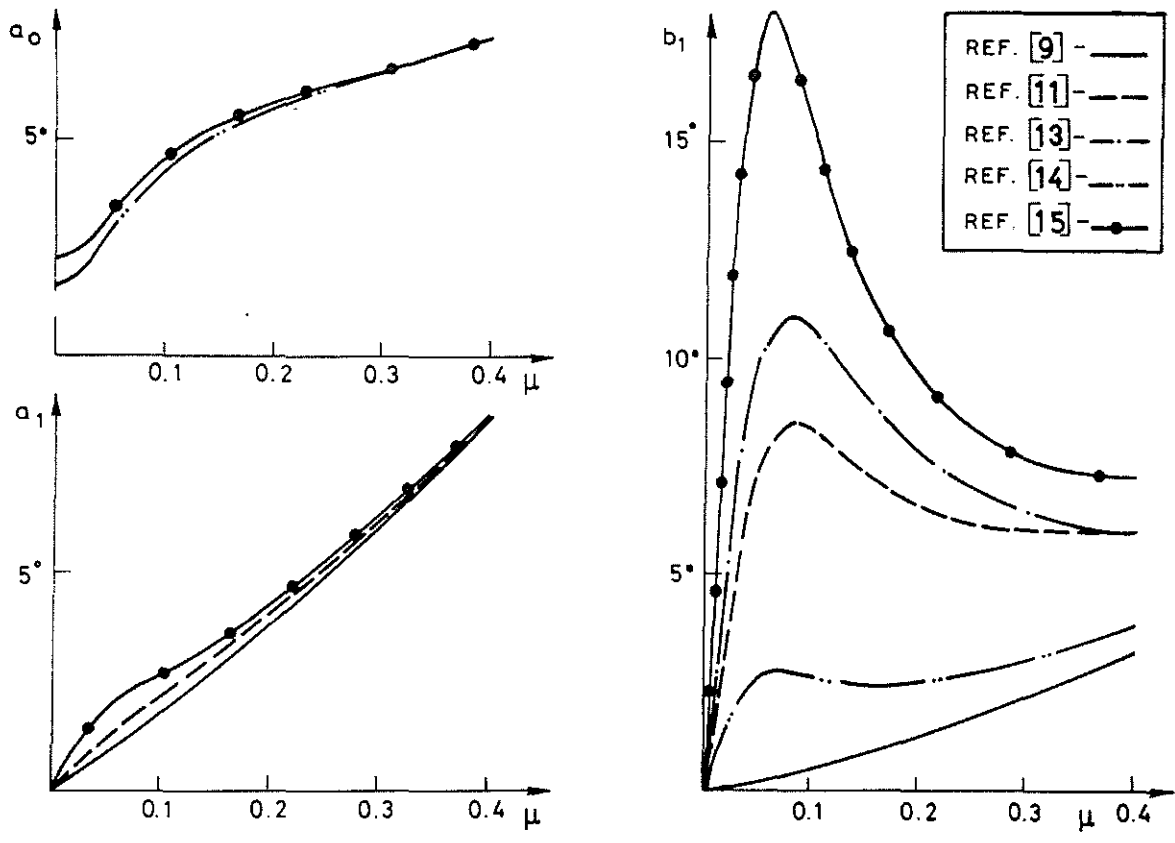 a₀
5°
0.1 0.2 0.3 μ 0.4
a₁
5°
0.1 0.2 0.3 0.4 μ
b₁
15°
10°
5°
0.1 0.2 0.3 μ 0.4
REF. [9] -
REF. [11] -
REF. [13] -
REF. [14] -
REF. [15] -